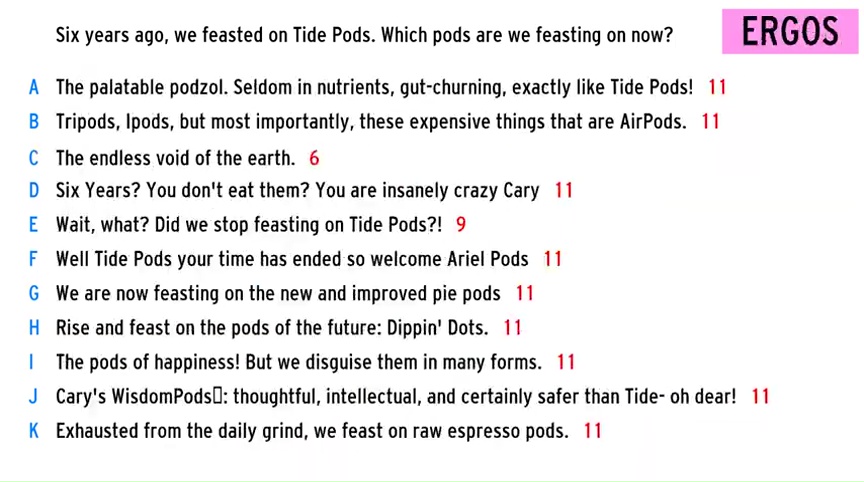 Six years ago, we feasted on Tide Pods. Which pods are we feasting on now?
ERGOS
A The palatable podzol. Seldom in nutrients, gut-churning, exactly like Tide Pods! 11
B Tripods, Ipods, but most importantly, these expensive things that are AirPods. 11
C The endless void of the earth. 6
D Six Years? You don't eat them? You are insanely crazy Cary 11
E Wait, what? Did we stop feasting on Tide Pods?! 9
F Well Tide Pods your time has ended so welcome Ariel Pods 11
G We are now feasting on the new and improved pie pods 11
H Rise and feast on the pods of the future: Dippin' Dots. 11
I The pods of happiness! But we disguise them in many forms. 11
J Cary's WisdomPods▯: thoughtful, intellectual, and certainly safer than Tide- oh dear! 11
K Exhausted from the daily grind, we feast on raw espresso pods. 11